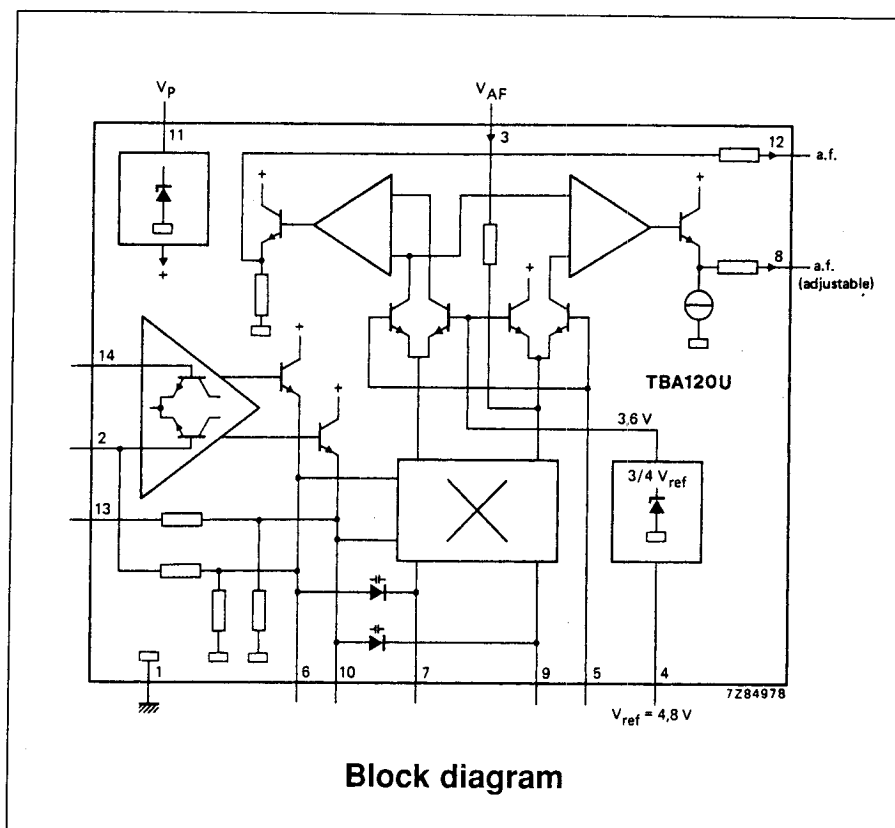 V_P
V_AF
11
3
12
a.f.
+
+
8
a.f.
(adjustable)
+
+
14
+
+
TBA120U
2
3,6 V
3/4 V_ref
13
1
6
10
7
9
5
4
7Z84978
V_ref = 4,8 V
Block diagram